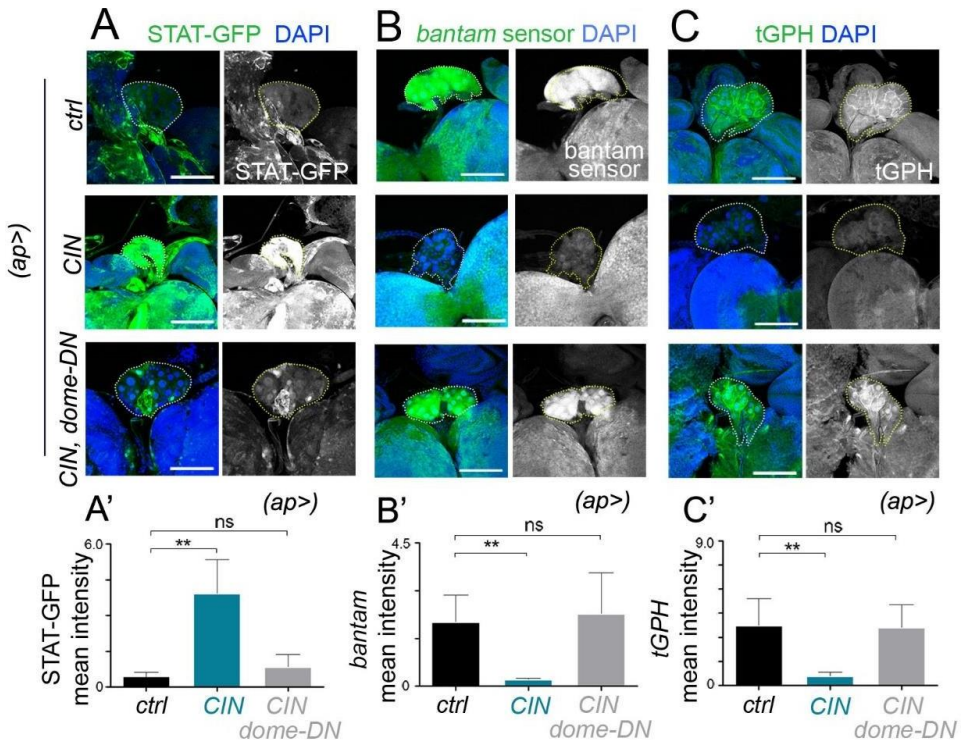 A
STAT-GFP DAPI
B
bantam sensor DAPI
C
tGPH DAPI
(ap>)
ctrl
CIN
CIN, dome-DN
STAT-GFP
bantam
sensor
tGPH
A'
(ap>)
ns
**
6.0
0
STAT-GFP
mean intensity
ctrl
CIN
CIN
dome-DN
B'
(ap>)
ns
**
4.5
0
bantam
mean intensity
ctrl
CIN
CIN
dome-DN
C'
ns
**
9.0
0
tGPH
mean intensity
ctrl
CIN
CIN
dome-DN